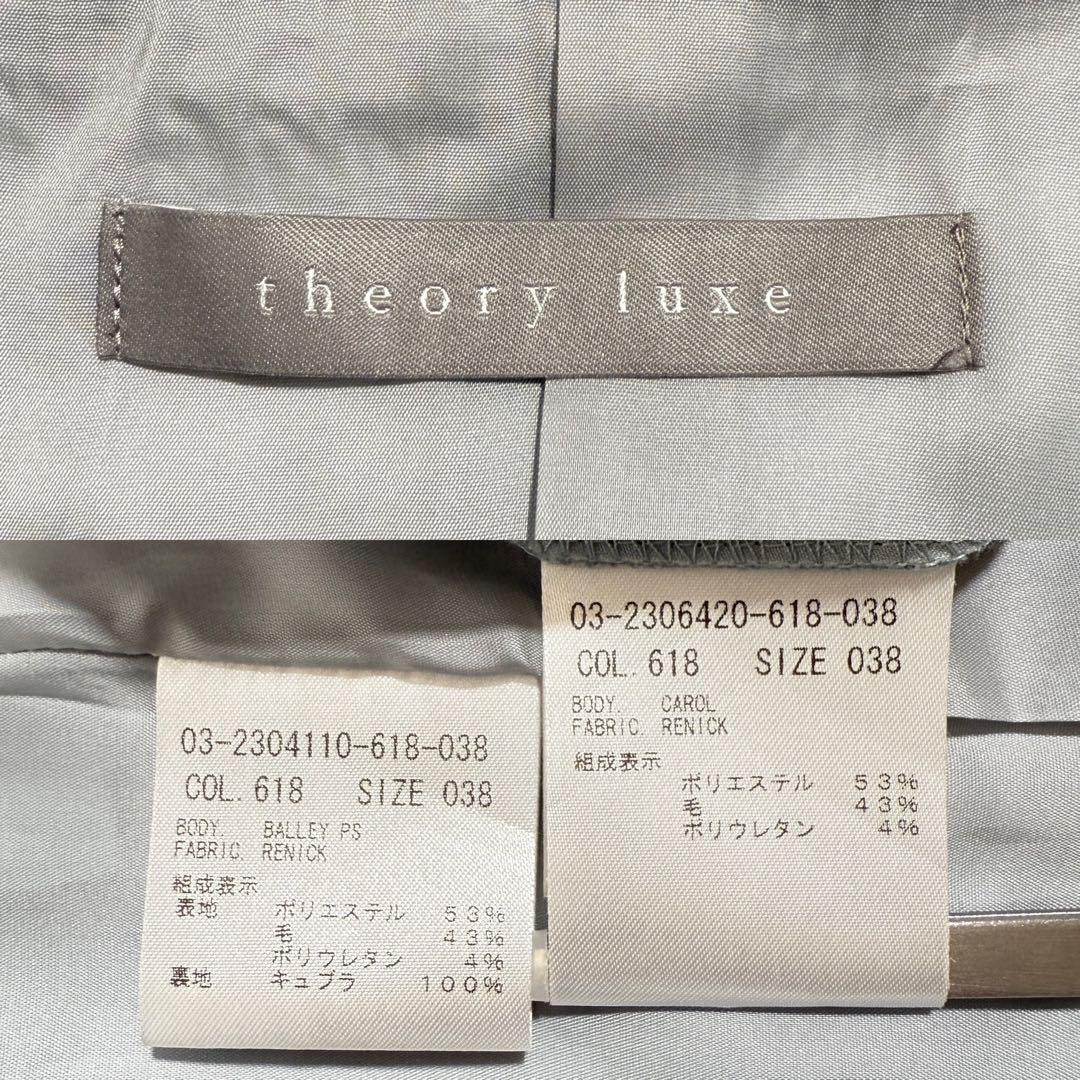 theory luxe
03-2304110-618-038
COL. 618 SIZE 038
BODY. BALLEY PS
FABRIC. RENICK
組成表示
表地 ポリエステル 53%
毛 43%
ポリウレタン 4%
裏地 キュプラ 100%
03-2306420-618-038
COL. 618 SIZE 038
BODY. CAROL
FABRIC. RENICK
組成表示
ポリエステル 53%
毛 43%
ポリウレタン 4%